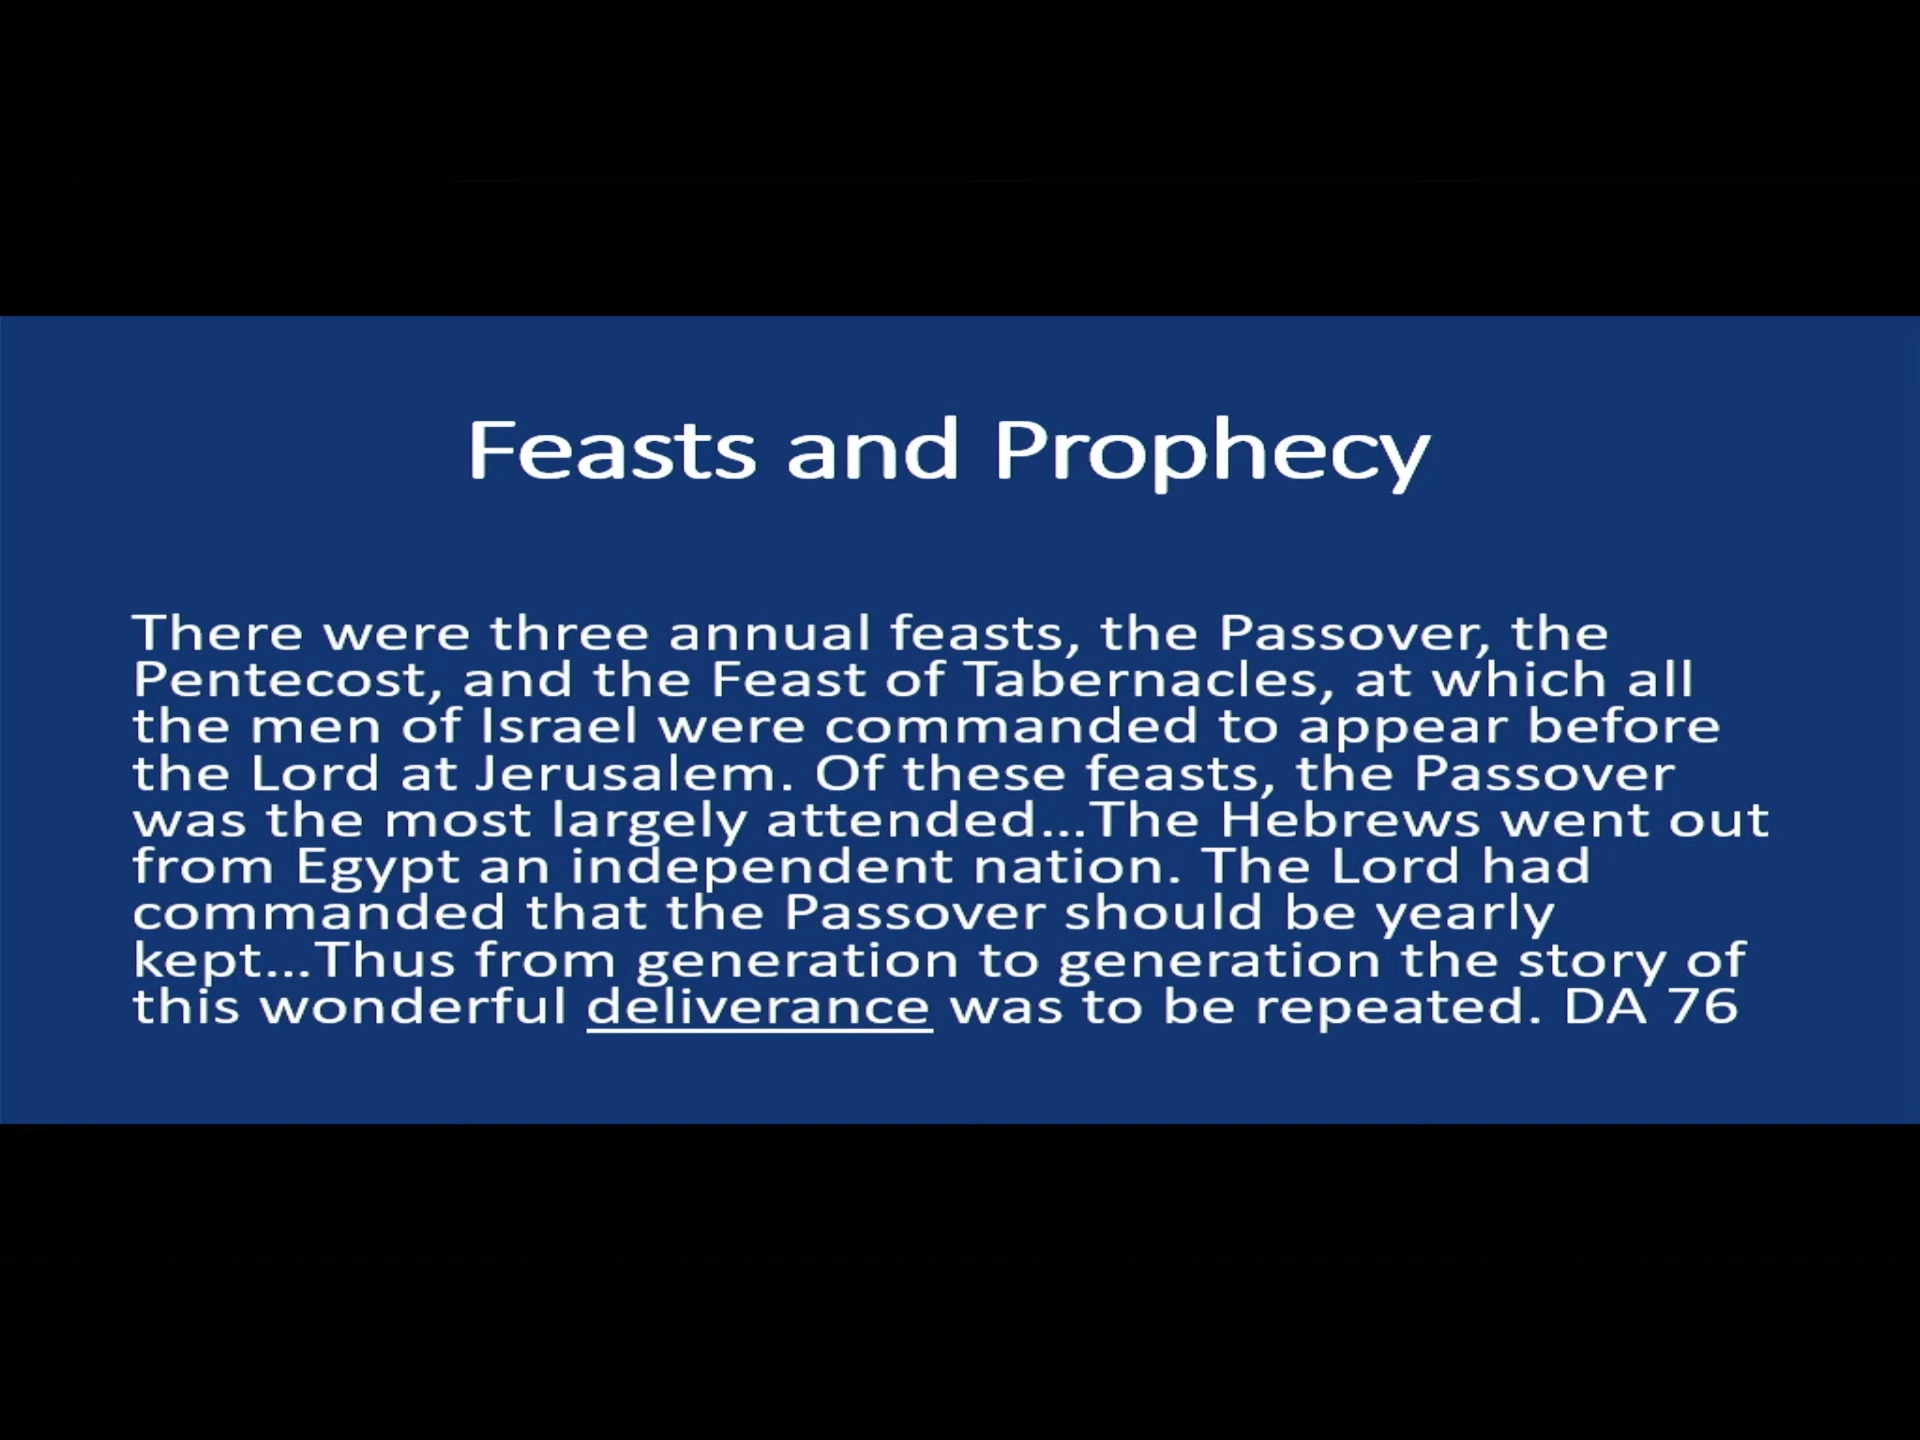 Feasts and Prophecy
There were three annual feasts, the Passover, the
Pentecost, and the Feast of Tabernacles, at which all
the men of Israel were commanded to appear before
the Lord at Jerusalem. Of these feasts, the Passover
was the most largely attended...The Hebrews went out
from Egypt an independent nation. The Lord had
commanded that the Passover should be yearly
kept...Thus from generation to generation the story of
this wonderful deliverance was to be repeated. DA 76